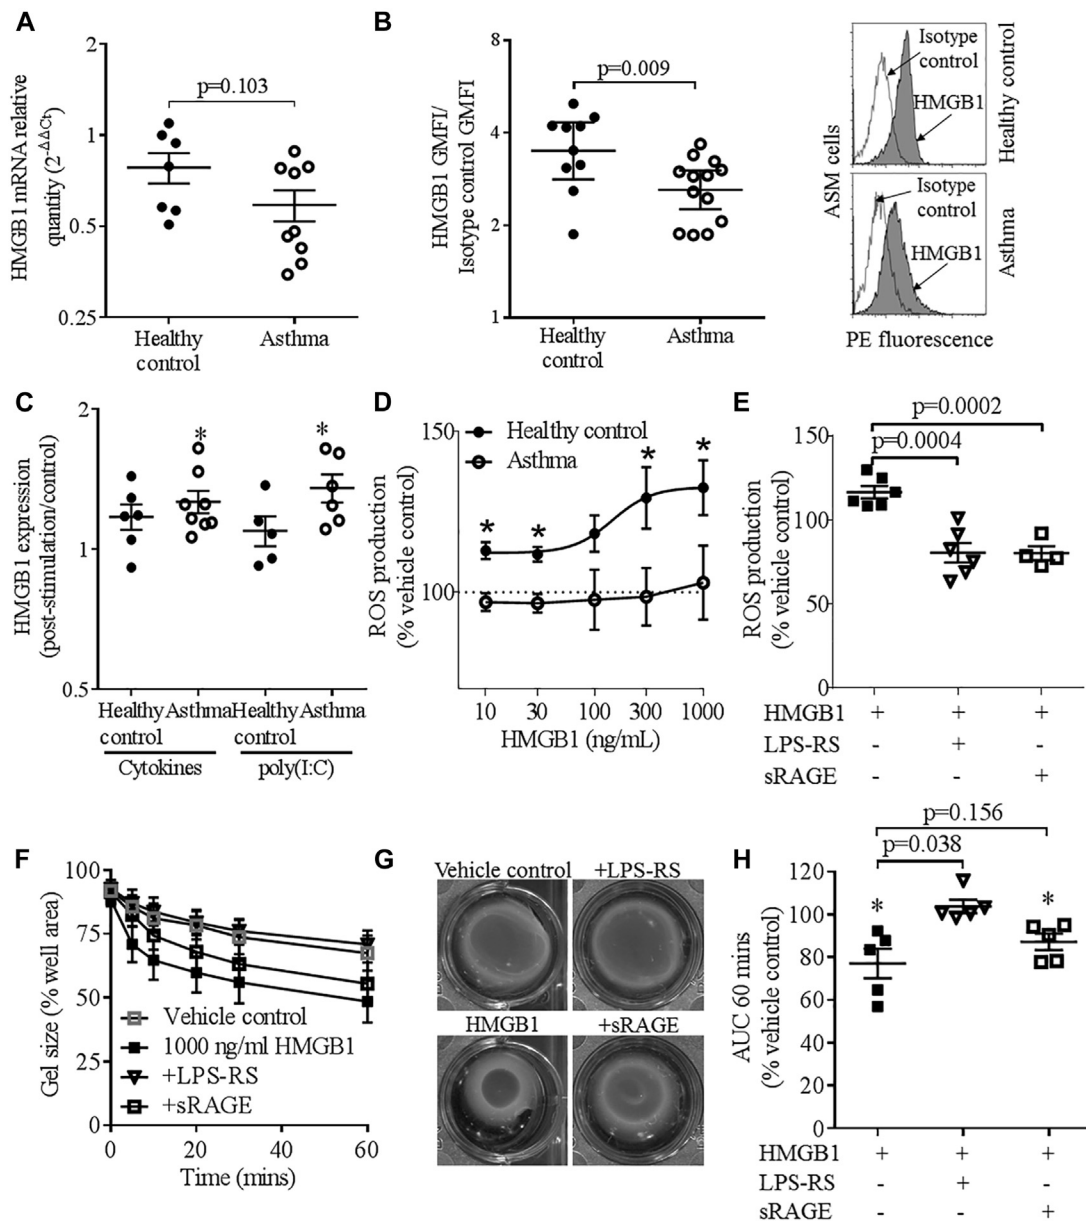 A
HMGB1 mRNA relative
quantity (2-ΔΔCt)
2
1
0.5
0.25
p=0.103
Healthy
control
Asthma
B
HMGB1 GMFI/
Isotype control GMFI
8
4
2
1
p=0.009
Healthy
control
Asthma
ASM cells
Isotype
control
HMGB1
Healthy control
Isotype
control
HMGB1
Asthma
PE fluorescence
C
HMGB1 expression
(post-stimulation/control)
2
1
0.5
*
*
Healthy
control
Asthma
Healthy
control
Asthma
Cytokines
poly(I:C)
D
ROS production
(% vehicle control)
150
100
Healthy control
Asthma
*
*
*
*
10
30
100
300
1000
HMGB1 (ng/mL)
E
ROS production
(% vehicle control)
150
100
50
0
p=0.0002
p=0.0004
HMGB1 + + +
LPS-RS - + -
sRAGE - - +
F
Gel size (% well area)
100
75
50
25
0
Vehicle control
1000 ng/ml HMGB1
+LPS-RS
+sRAGE
0
20
40
60
Time (mins)
G
Vehicle control
+LPS-RS
HMGB1
+sRAGE
H
AUC 60 mins
(% vehicle control)
120
100
80
60
40
20
0
p=0.156
p=0.038
*
*
HMGB1 + + +
LPS-RS - + -
sRAGE - - +